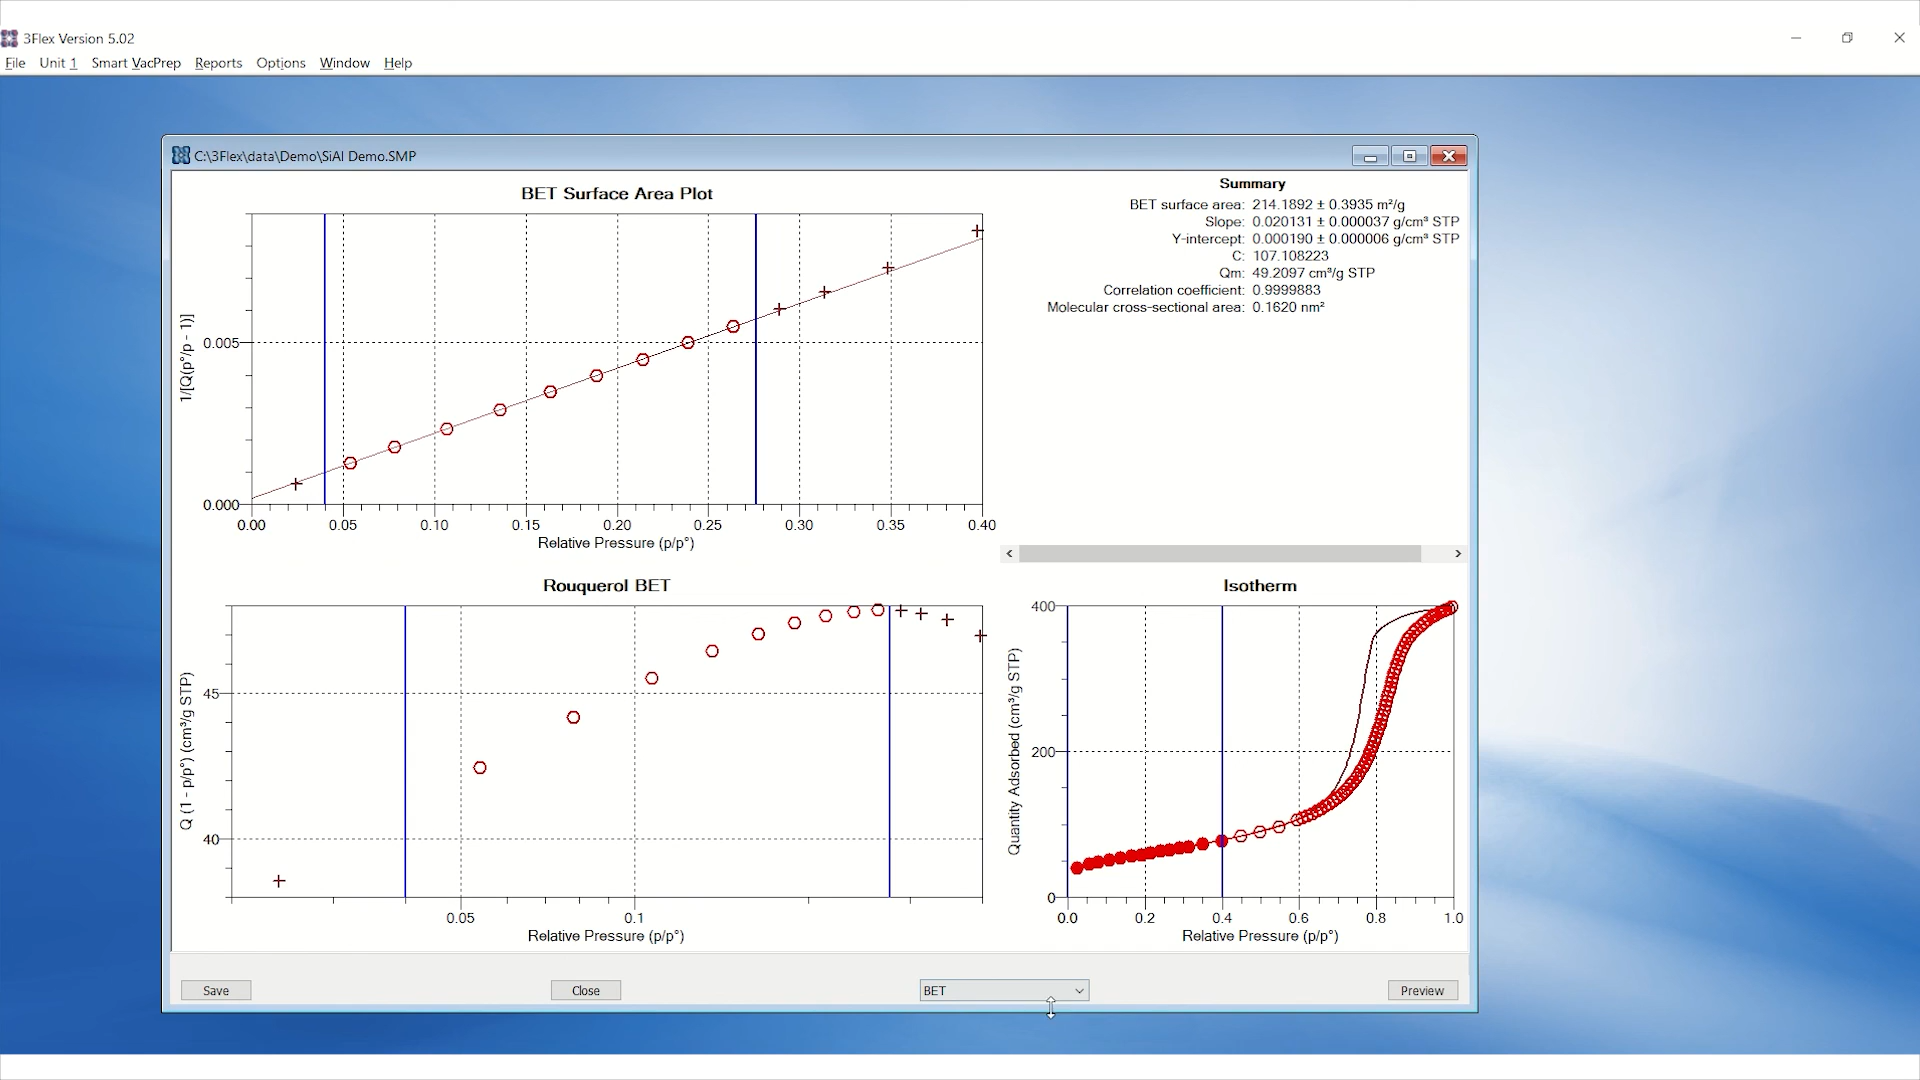 3Flex Version 5.02
File Unit 1 Smart VacPrep Reports Options Window Help
C:\3Flex\data\Demo\SiAl Demo.SMP
BET Surface Area Plot
1/[Q(p°/p - 1)]
0.005
0.000
0.00 0.05 0.10 0.15 0.20 0.25 0.30 0.35 0.40
Relative Pressure (p/p°)
Summary
BET surface area: 214.1892 ± 0.3935 m²/g
Slope: 0.020131 ± 0.000037 g/cm³ STP
Y-intercept: 0.000190 ± 0.000006 g/cm³ STP
C: 107.108223
Qm: 49.2097 cm³/g STP
Correlation coefficient: 0.9999883
Molecular cross-sectional area: 0.1620 nm²
Rouquerol BET
Q (1 - p/p°) (cm³/g STP)
45
40
0.05 0.1
Relative Pressure (p/p°)
Isotherm
Quantity Adsorbed (cm³/g STP)
400
200
0
0.0 0.2 0.4 0.6 0.8 1.0
Relative Pressure (p/p°)
Save Close BET Preview